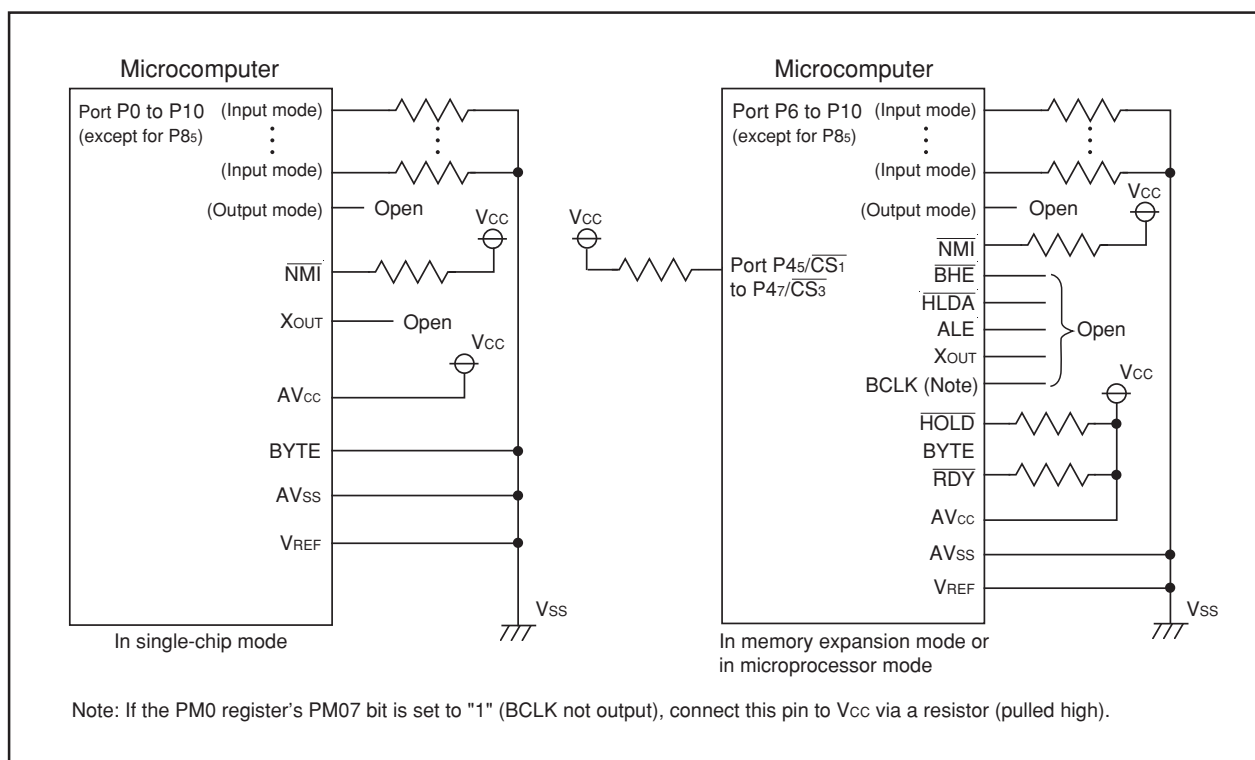 Microcomputer
Port P0 to P10 (Input mode)
(except for P85)
(Input mode)
(Output mode) Open
VCC
NMI
XOUT Open
VCC
AVCC
BYTE
AVSS
VREF
VSS
In single-chip mode
Microcomputer
Port P6 to P10 (Input mode)
(except for P85)
(Input mode)
(Output mode) Open
VCC
NMI
VCC
Port P45/CS1
to P47/CS3
BHE
HLDA
ALE
Open
XOUT
BCLK (Note)
VCC
HOLD
BYTE
RDY
AVCC
AVSS
VREF
VSS
In memory expansion mode or
in microprocessor mode
Note: If the PM0 register's PM07 bit is set to "1" (BCLK not output), connect this pin to VCC via a resistor (pulled high).